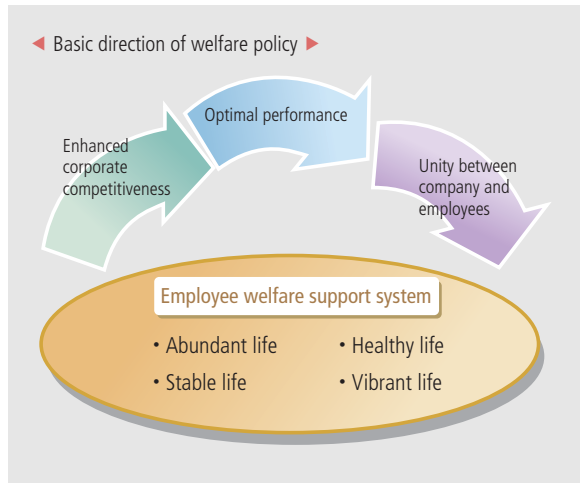 ◀ Basic direction of welfare policy ▶
Enhanced
corporate
competitiveness
Optimal performance
Unity between
company and
employees
Employee welfare support system
• Abundant life
• Healthy life
• Stable life
• Vibrant life